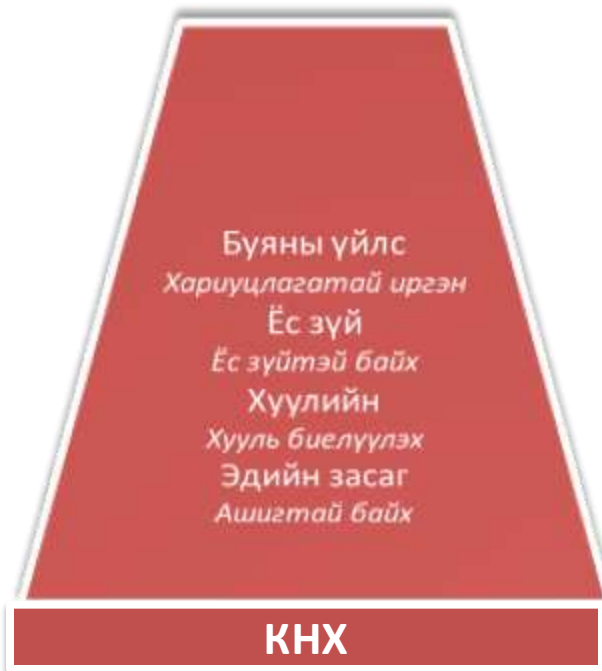 Буяны үйлс
Хариуцлагатай иргэн
Ёс зүй
Ёс зүйтэй байх
Хуулийн
Хууль биелүүлэх
Эдийн засаг
Ашигтай байх
КНХ